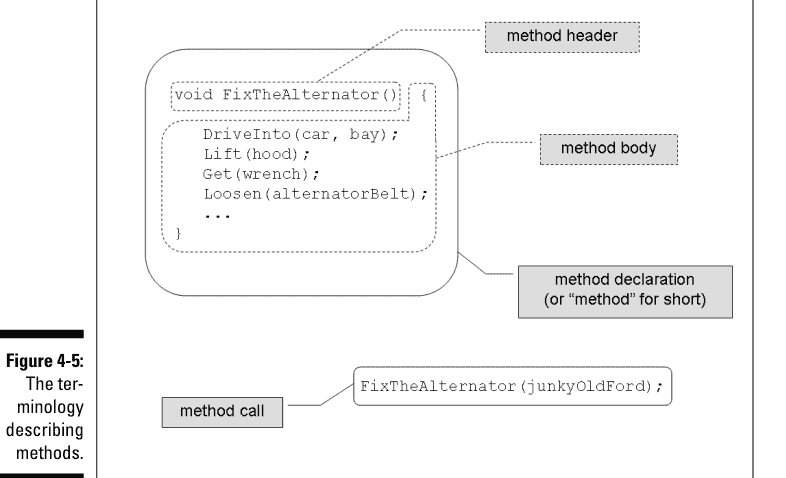 method header
void FixTheAlternator() {
DriveInto(car, bay);
Lift(hood);
Get(wrench);
Loosen(alternatorBelt);
...
}
method body
method declaration
(or “method” for short)
Figure 4-5:
The ter-
minology
describing
methods.
FixTheAlternator(junkyOldFord);
method call